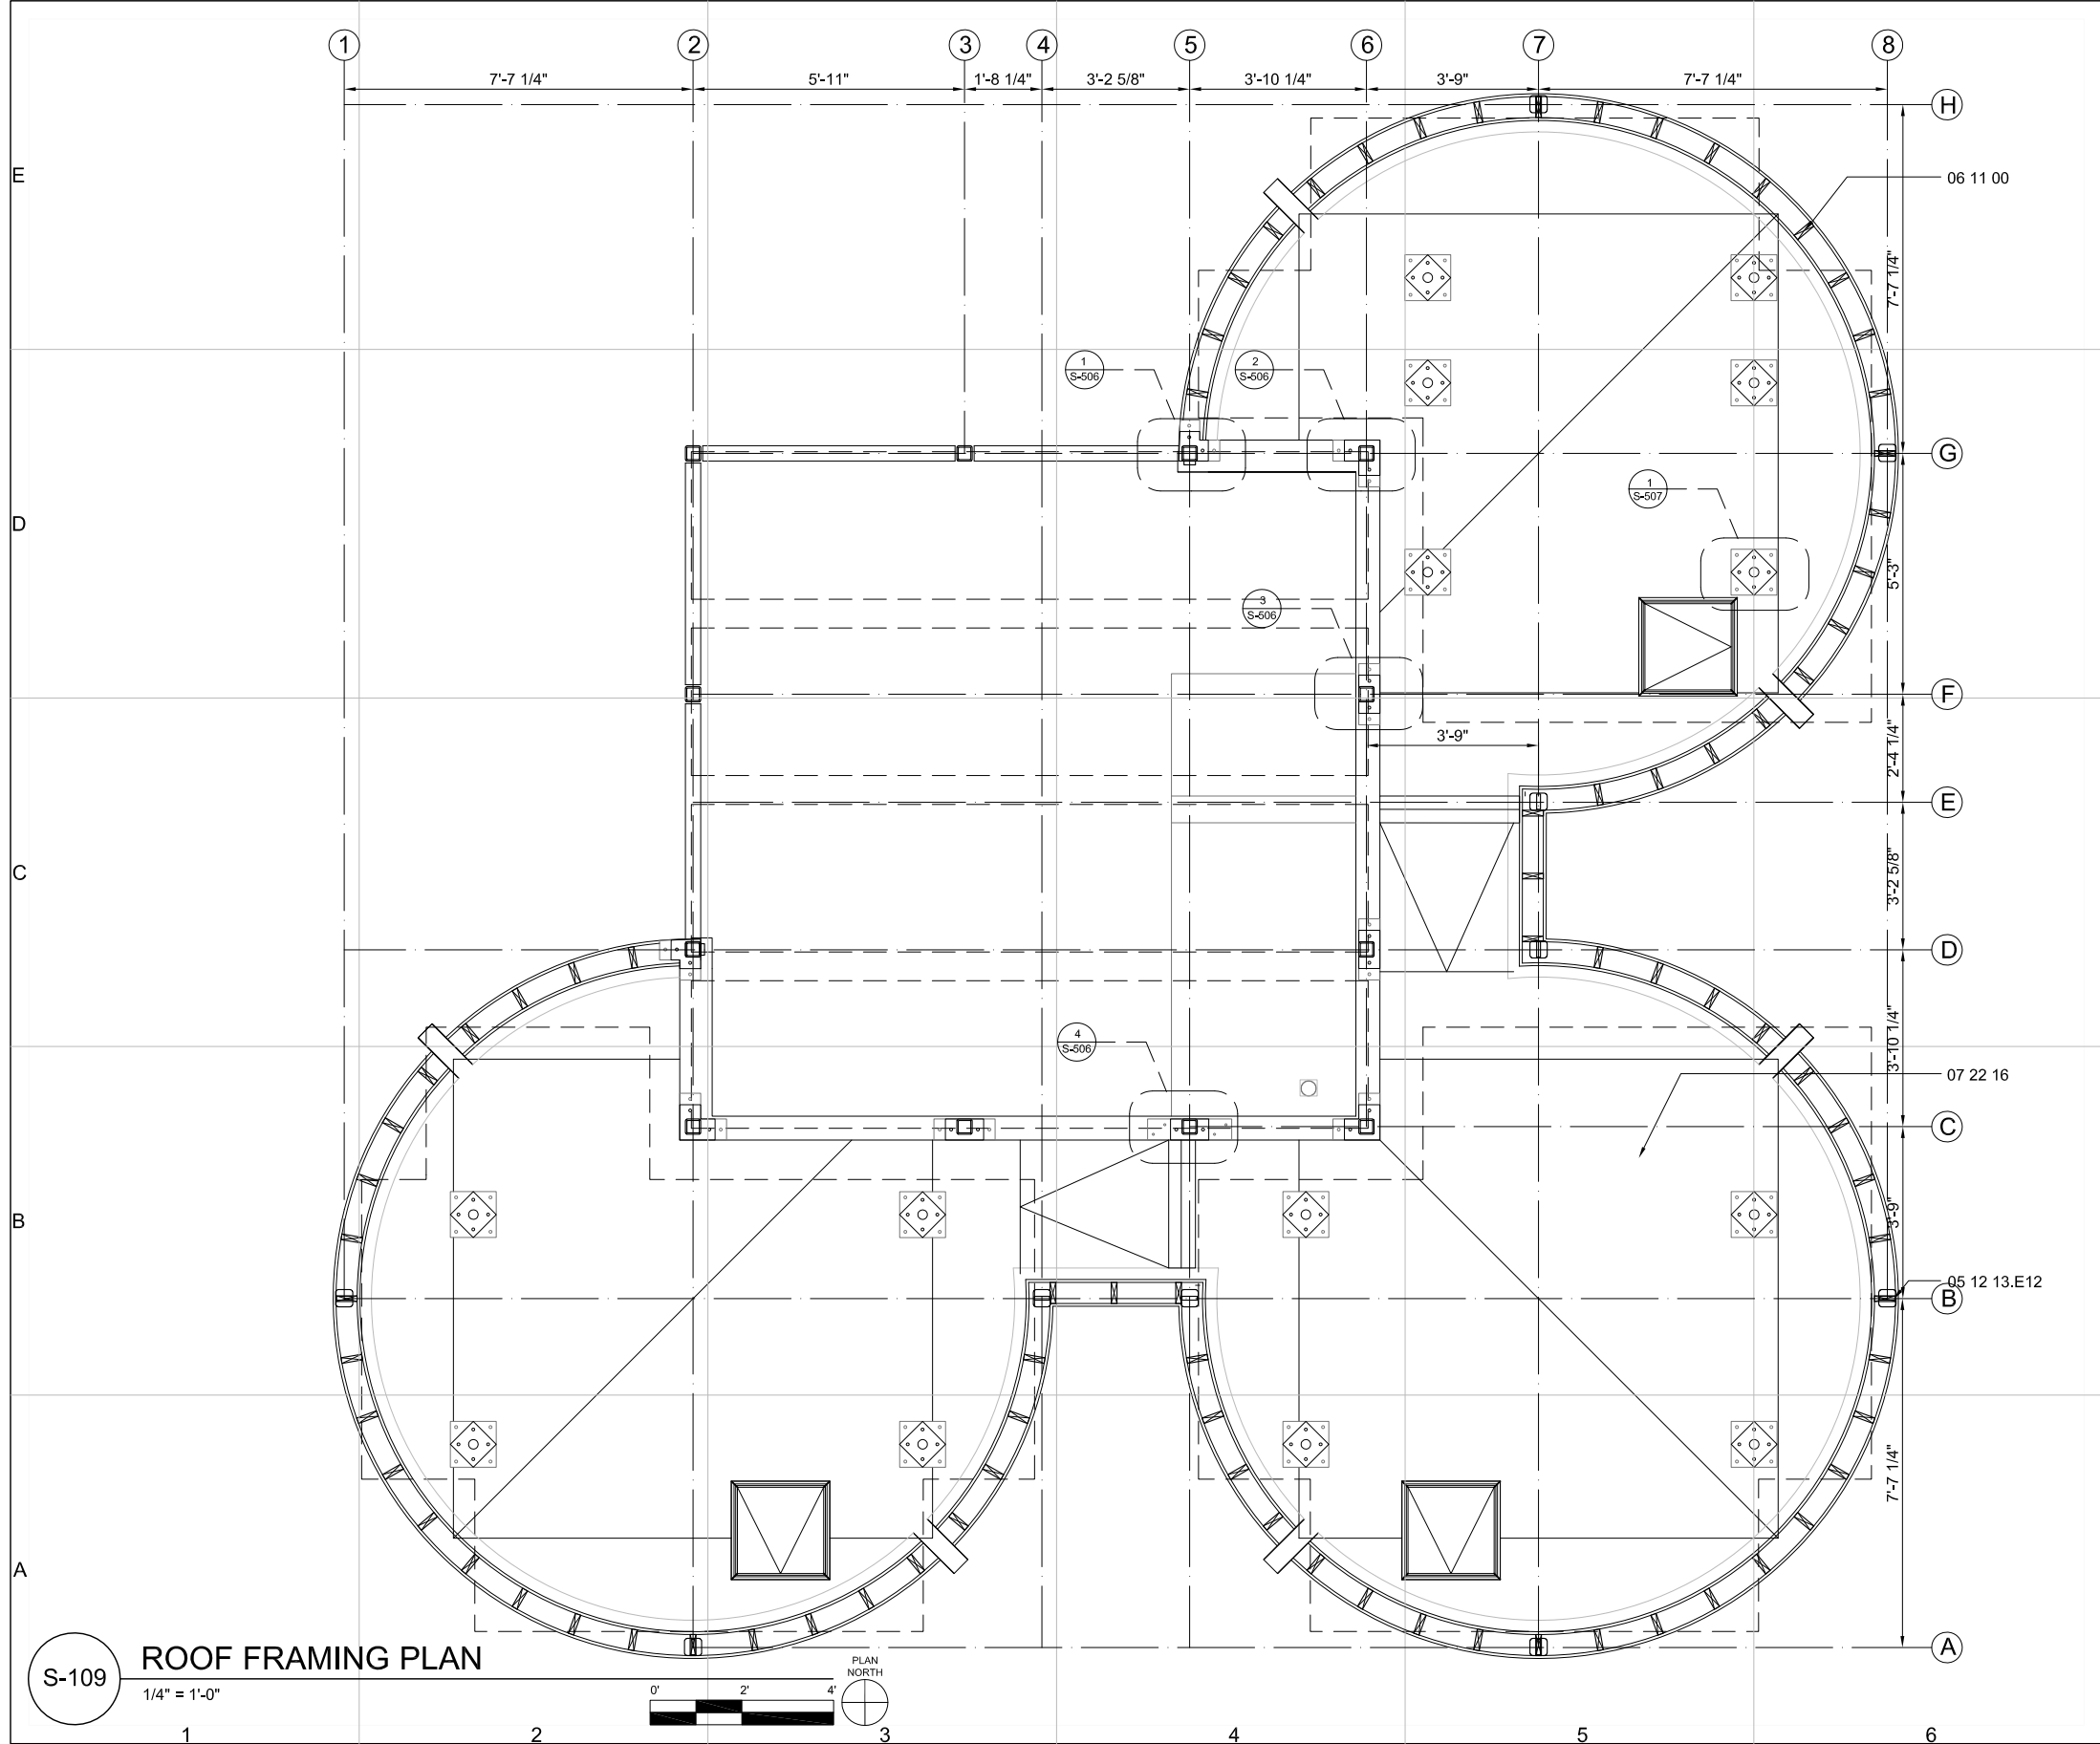 1 2 3 4 5 6 7 8
7'-7 1/4" 5'-11" 1'-8 1/4" 3'-2 5/8" 3'-10 1/4" 3'-9" 7'-7 1/4"
H
E
06 11 00
7'-7 1/4"
1
S-506
2
S-506
G
1
S-507
D
5'-3"
3
S-506
F
3'-9"
2'-4 1/4"
E
C
3'-2 5/8"
D
4
S-506
3'-10 1/4"
07 22 16
C
B
3'-9"
05 12 13.E12
B
7'-7 1/4"
A
A
S-109
ROOF FRAMING PLAN
1/4" = 1'-0"
0' 2' 4'
PLAN
NORTH
1 2 3 4 5 6